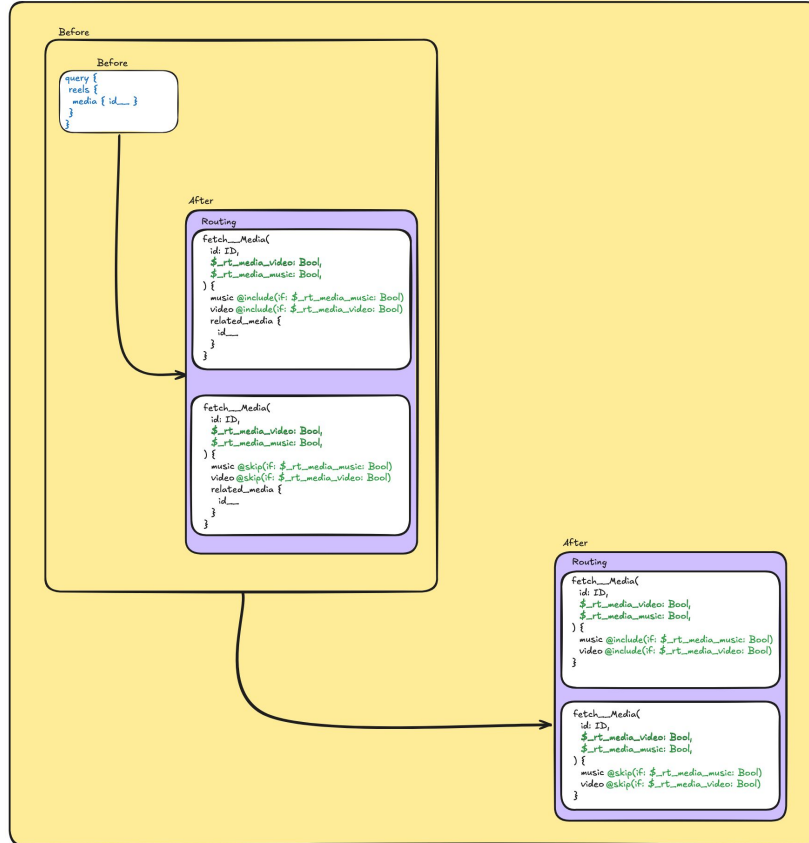 Before
Before
query {
reels {
media { id__ }
}
}
After
Routing
fetch__Media(
id: ID,
$_rt_media_video: Bool,
$_rt_media_music: Bool,
) {
music @include(if: $_rt_media_music: Bool)
video @include(if: $_rt_media_video: Bool)
related_media {
id__
}
}
fetch__Media(
id: ID,
$_rt_media_video: Bool,
$_rt_media_music: Bool,
) {
music @skip(if: $_rt_media_music: Bool)
video @skip(if: $_rt_media_video: Bool)
related_media {
id__
}
}
After
Routing
fetch__Media(
id: ID,
$_rt_media_video: Bool,
$_rt_media_music: Bool,
) {
music @include(if: $_rt_media_music: Bool)
video @include(if: $_rt_media_video: Bool)
}
fetch__Media(
id: ID,
$_rt_media_video: Bool,
$_rt_media_music: Bool,
) {
music @skip(if: $_rt_media_music: Bool)
video @skip(if: $_rt_media_video: Bool)
}